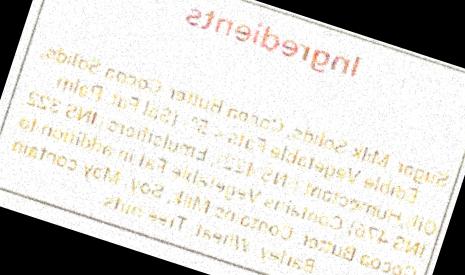 Ingredients
Sugar Milk Solids, Cocoa Butter Cocoa Solids,
Edible Vegetable Fats 5% (Sal Fat Palm
Oil), Humectant (INS 422), Emulsifiers (INS 322
INS 476) Contains Vegetable Fat in addition to
Cocoa Butter Contains Milk, Soy, May contain
Barley Wheat Tree nuts